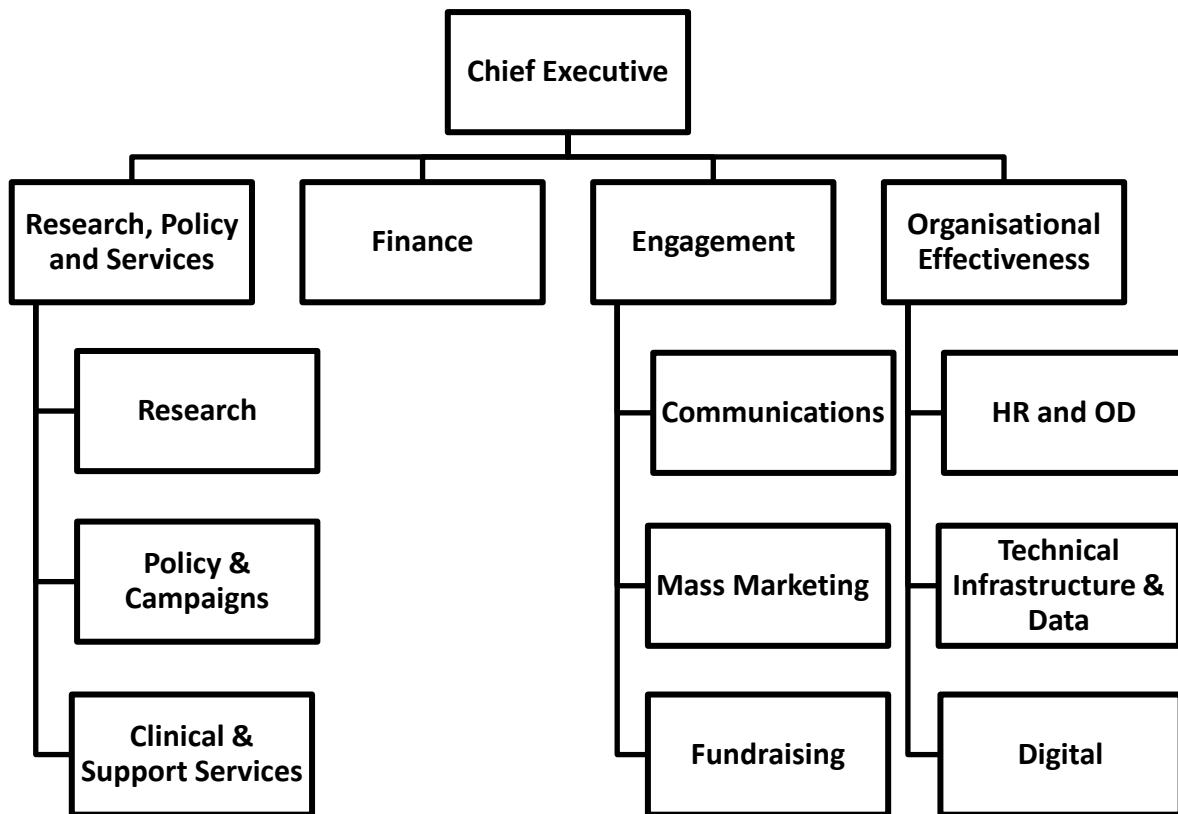 Chief Executive
Research, Policy
and Services
Finance
Engagement
Organisational
Effectiveness
Research
Communications
HR and OD
Policy &
Campaigns
Mass Marketing
Technical
Infrastructure &
Data
Clinical &
Support Services
Fundraising
Digital